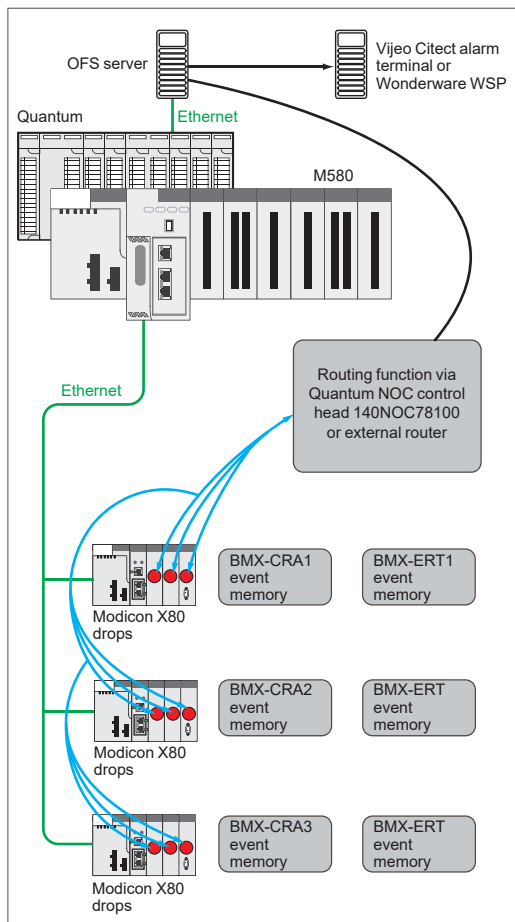 OFS server
Vijeo Citect alarm
terminal or
Wonderware WSP
Quantum
Ethernet
M580
Ethernet
Routing function via
Quantum NOC control
head 140NOC78100
or external router
BMX-CRA1
event
memory
BMX-ERT1
event
memory
Modicon X80
drops
BMX-CRA2
event
memory
BMX-ERT
event
memory
Modicon X80
drops
BMX-CRA3
event
memory
BMX-ERT
event
memory
Modicon X80
drops